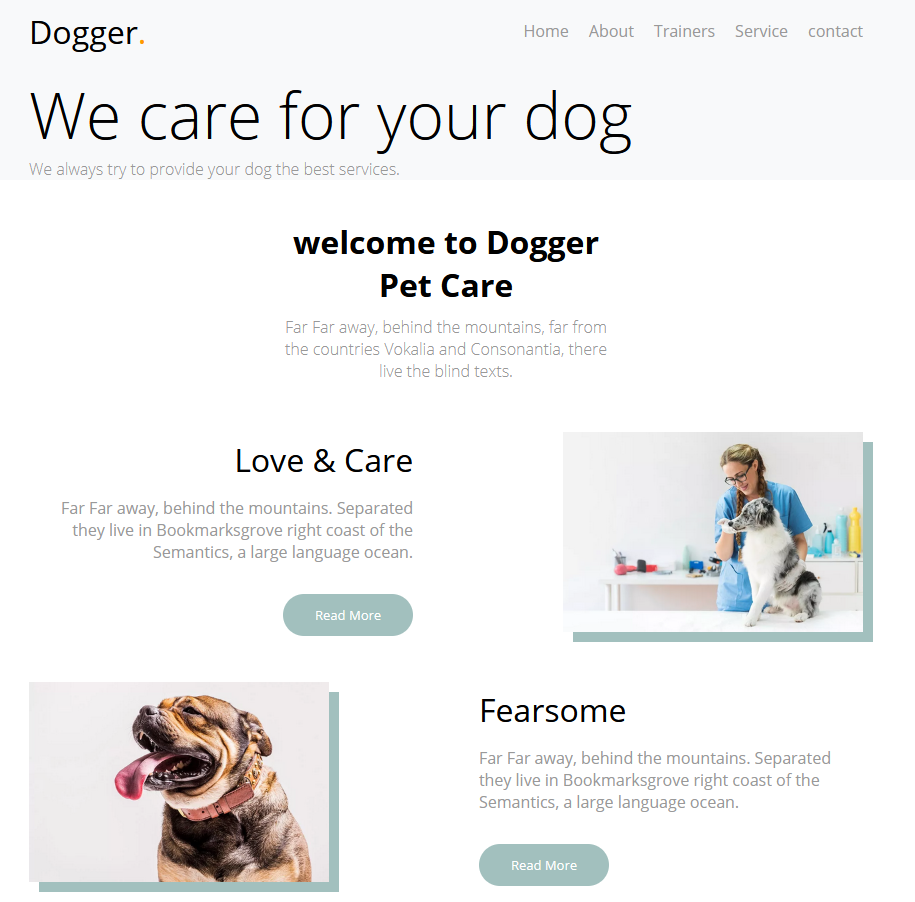 Dogger.
Home About Trainers Service contact
We care for your dog
We always try to provide your dog the best services.
welcome to Dogger
Pet Care
Far Far away, behind the mountains, far from
the countries Vokalia and Consonantia, there
live the blind texts.
Love & Care
Far Far away, behind the mountains. Separated
they live in Bookmarksgrove right coast of the
Semantics, a large language ocean.
Read More
Fearsome
Far Far away, behind the mountains. Separated
they live in Bookmarksgrove right coast of the
Semantics, a large language ocean.
Read More